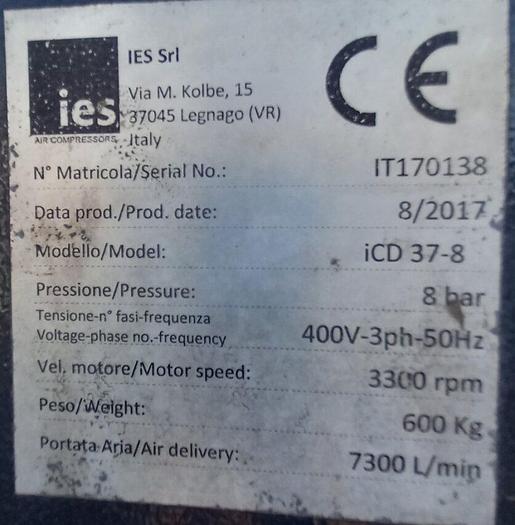 ies
AIR COMPRESSORS
IES Srl
Via M. Kolbe, 15
37045 Legnago (VR)
Italy
CE
N° Matricola/Serial No.: IT170138
Data prod./Prod. date: 8/2017
Modello/Model: iCD 37-8
Pressione/Pressure: 8 bar
Tensione-n° fasi-frequenza
Voltage-phase no.-frequency 400V-3ph-50Hz
Vel. motore/Motor speed: 3300 rpm
Peso/Weight: 600 Kg
Portata Aria/Air delivery: 7300 L/min